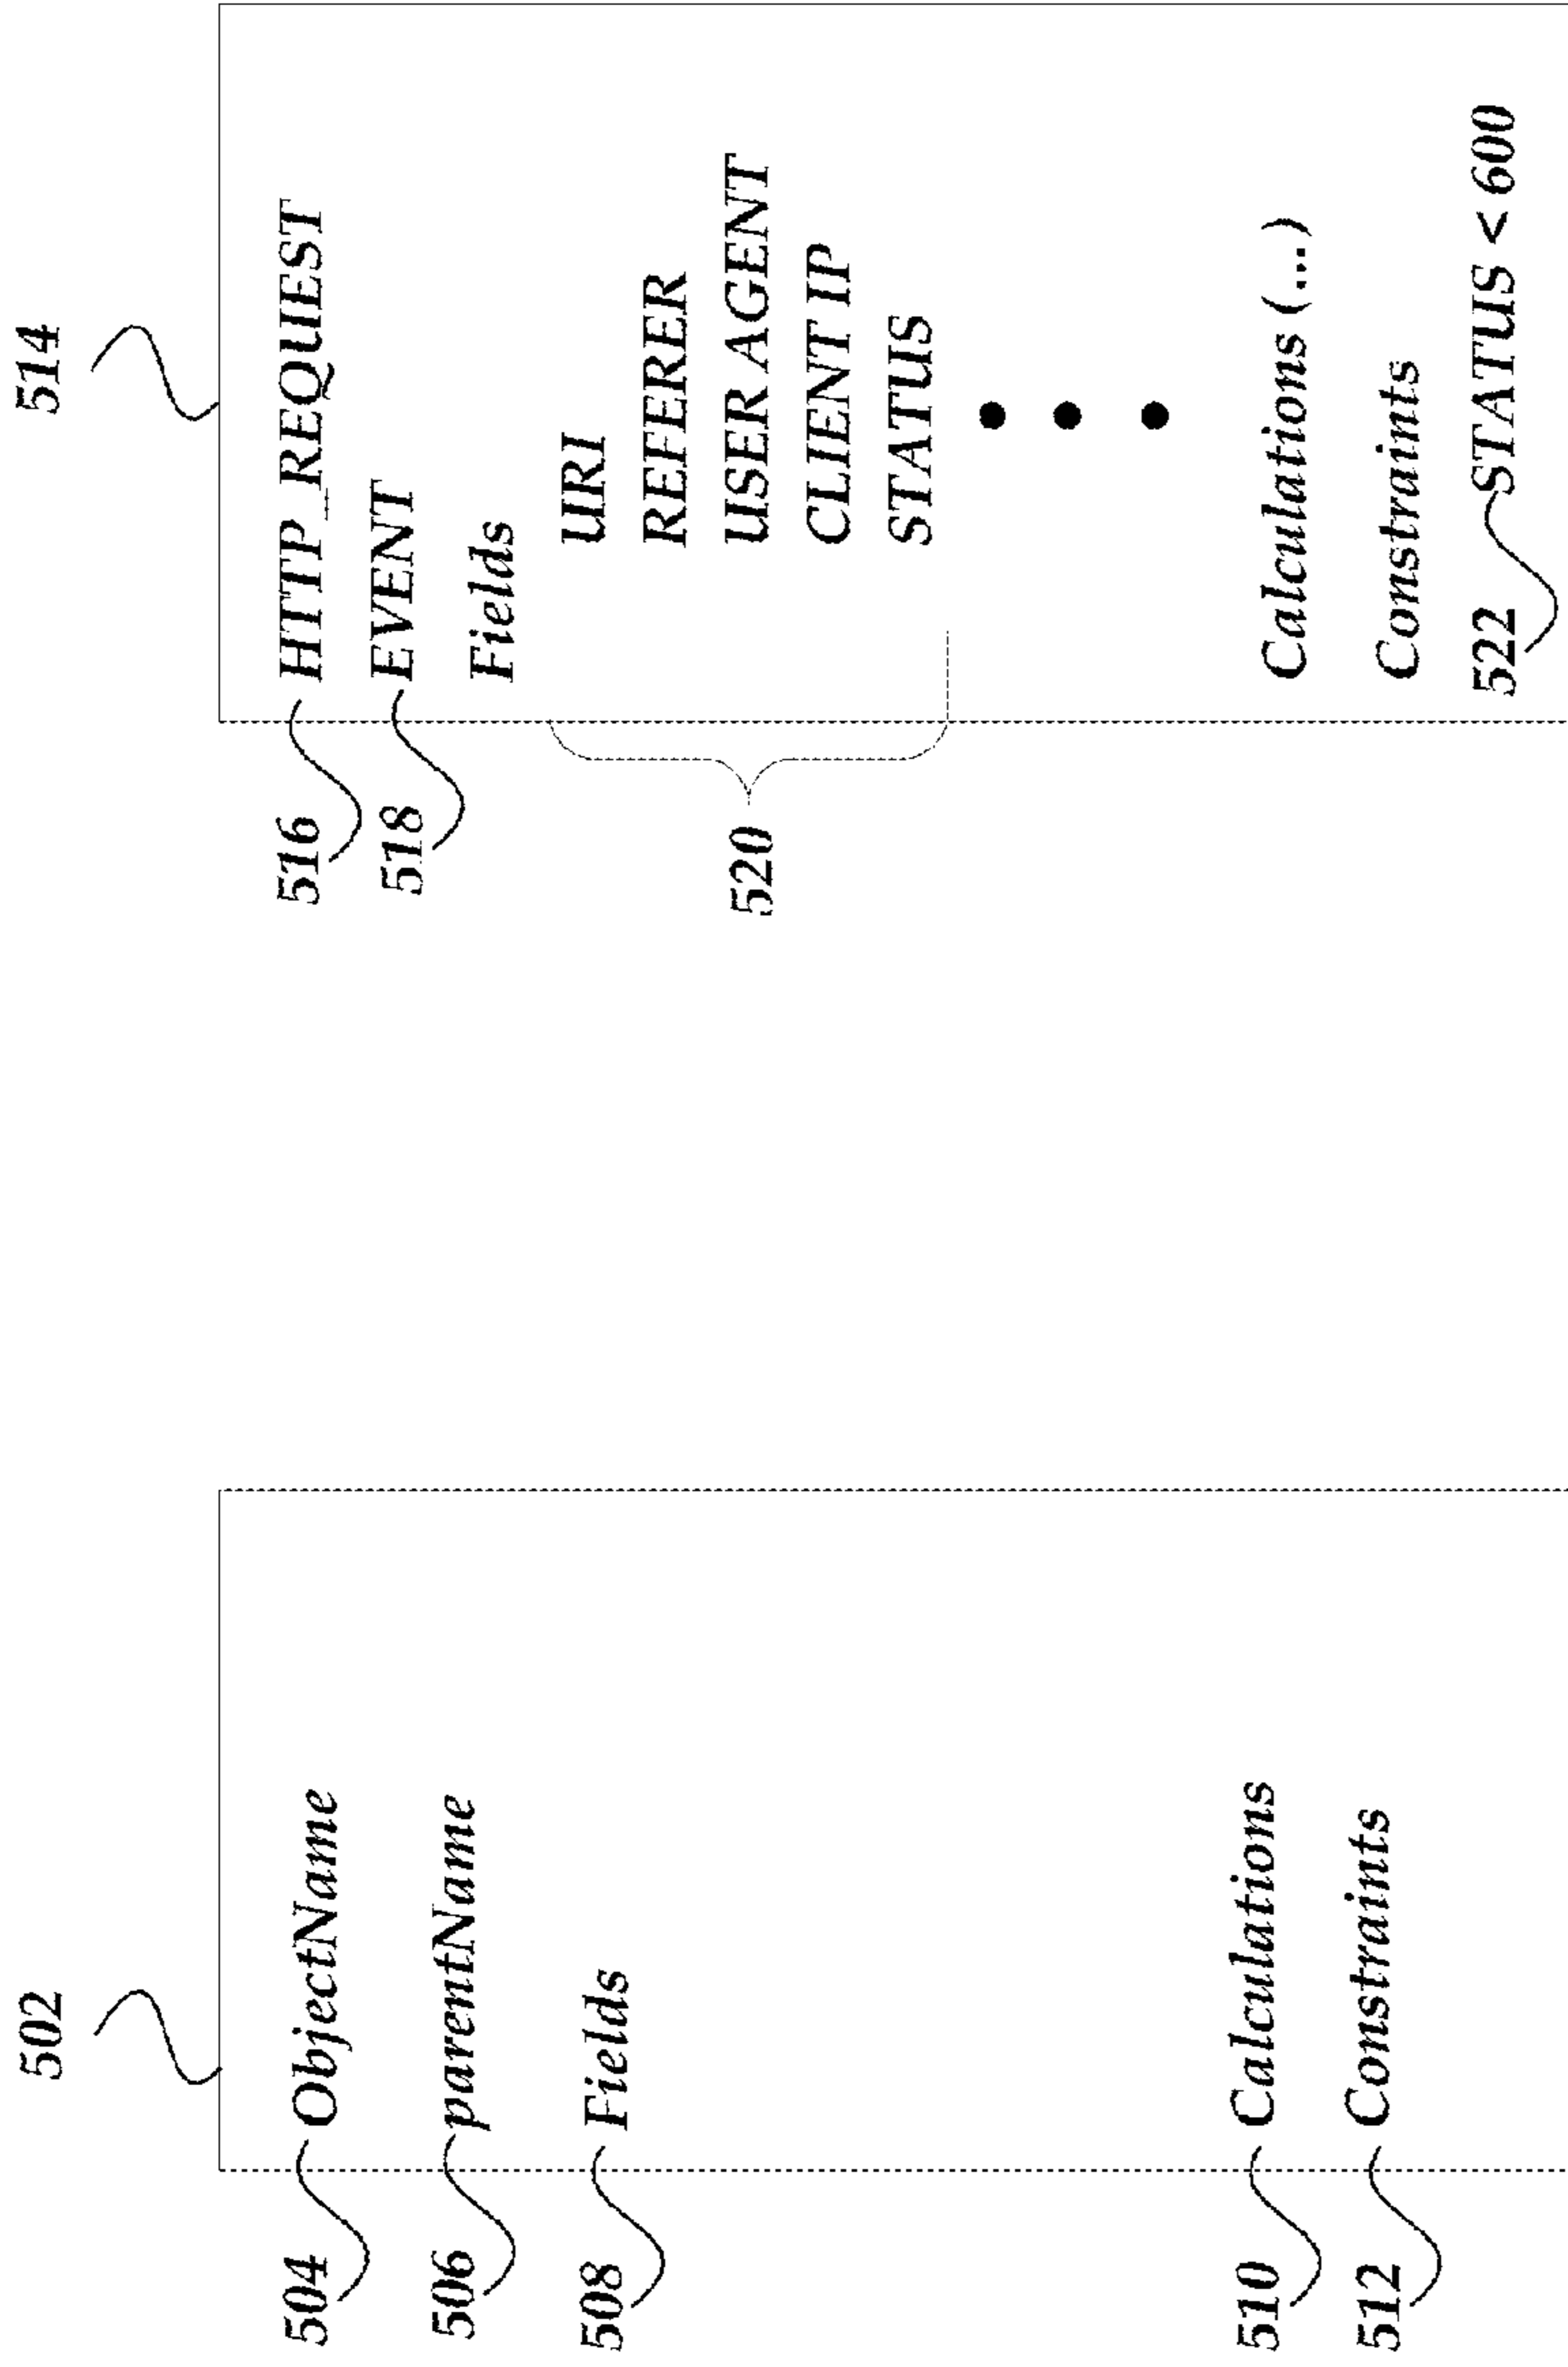 502
504 ObjectName
506 parentName
508 Fields
510 Calculations
512 Constraints
514
516 HTTP_REQUIEST
518 EVENT
Fields
520
URI
REFERER
USER AGENT
CLIENT IP
STATUS
Calculations (...)
Constraints
522 STATUS < 600